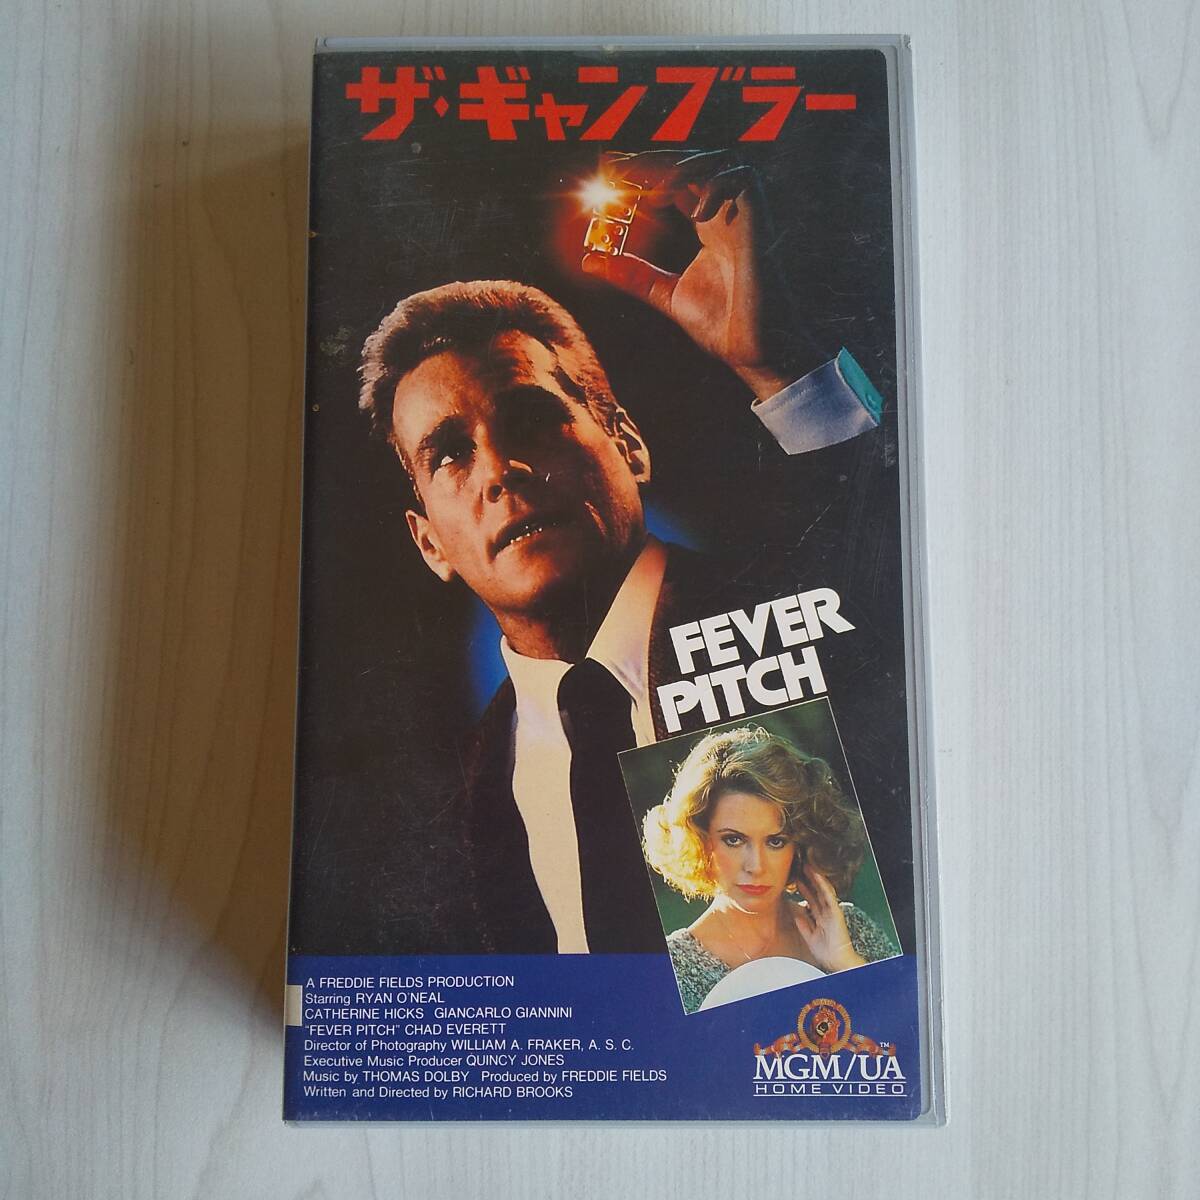 ザ・ギャンブラー
FEVER
PITCH
A FREDDIE FIELDS PRODUCTION
Starring RYAN O'NEAL
CATHERINE HICKS GIANCARLO GIANNINI
"FEVER PITCH" CHAD EVERETT
Director of Photography WILLIAM A. FRAKER, A. S. C.
Executive Music Producer QUINCY JONES
Music by THOMAS DOLBY Produced by FREDDIE FIELDS
Written and Directed by RICHARD BROOKS
TM
MGM/UA
HOME VIDEO